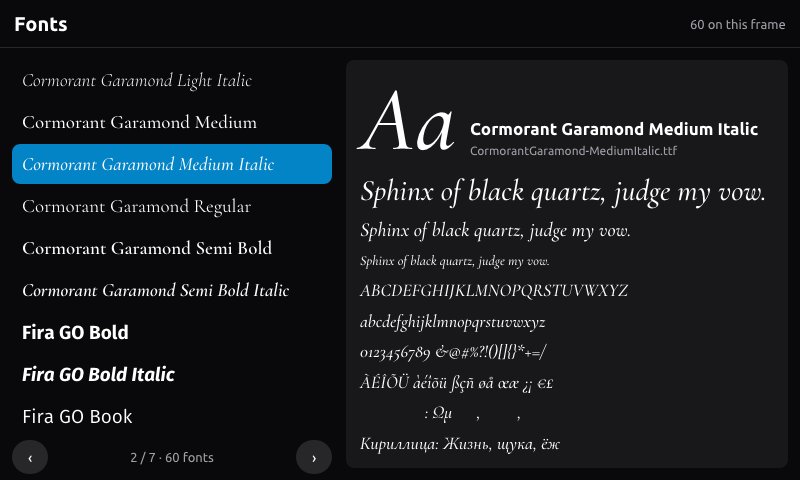 Fonts
60 on this frame
Cormorant Garamond Light Italic
Cormorant Garamond Medium
Cormorant Garamond Medium Italic
Cormorant Garamond Regular
Cormorant Garamond Semi Bold
Cormorant Garamond Semi Bold Italic
Fira GO Bold
Fira GO Bold Italic
Fira GO Book
‹ 2 / 7 · 60 fonts ›
Aa
Cormorant Garamond Medium Italic
CormorantGaramond-MediumItalic.ttf
Sphinx of black quartz, judge my vow.
Sphinx of black quartz, judge my vow.
Sphinx of black quartz, judge my vow.
ABCDEFGHIJKLMNOPQRSTUVWXYZ
abcdefghijklmnopqrstuvwxyz
0123456789 &@#%?!()[]{}*+=/
ÀÉÎÕÜ àéîõü ßçñ øå œæ ¿¡ €£
: Ωμ , ,
Кириллица: Жизнь, щука, ёж